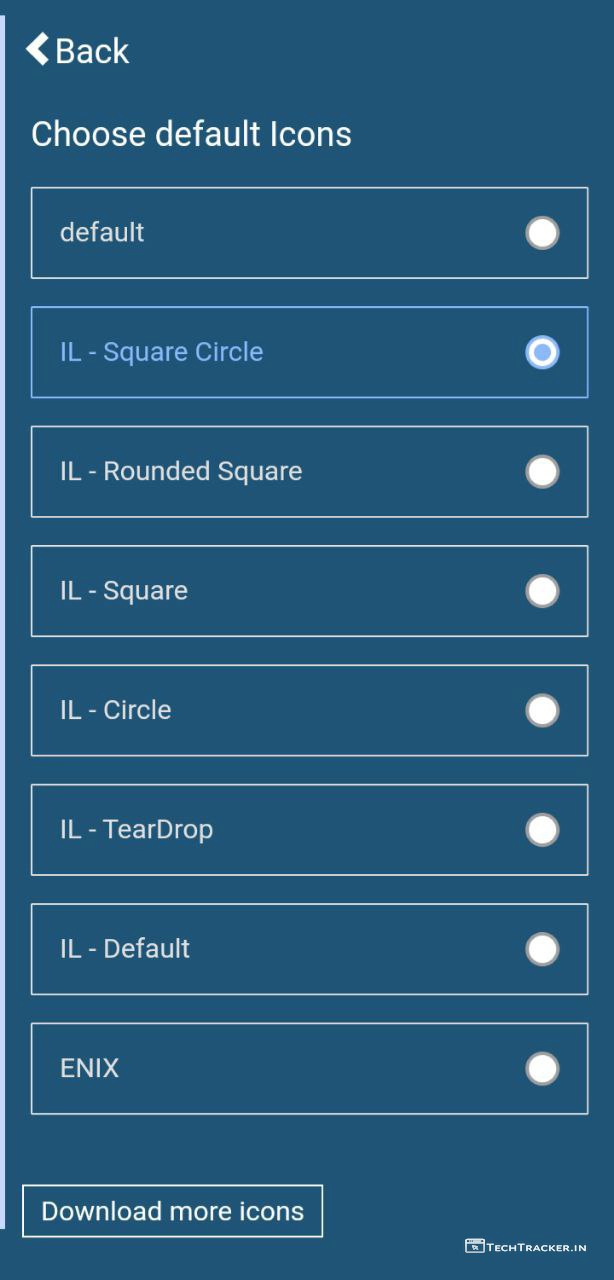 Back
Choose default Icons
default
IL - Square Circle
IL - Rounded Square
IL - Square
IL - Circle
IL - TearDrop
IL - Default
ENIX
Download more icons
TECHTRACKER.IN